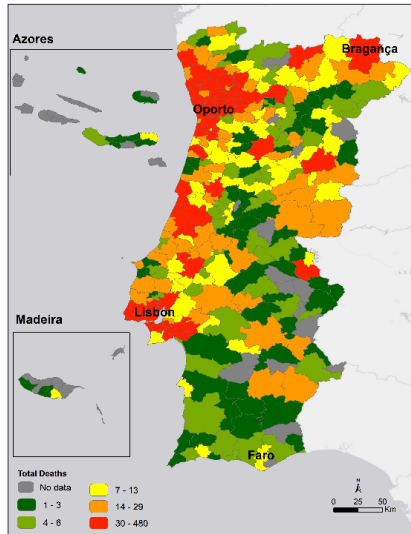 Azores
Bragança
Oporto
Lisbon
Madeira
Faro
Total Deaths
No data
1 - 3
4 - 6
7 - 13
14 - 29
30 - 480
N
0 25 50
Km